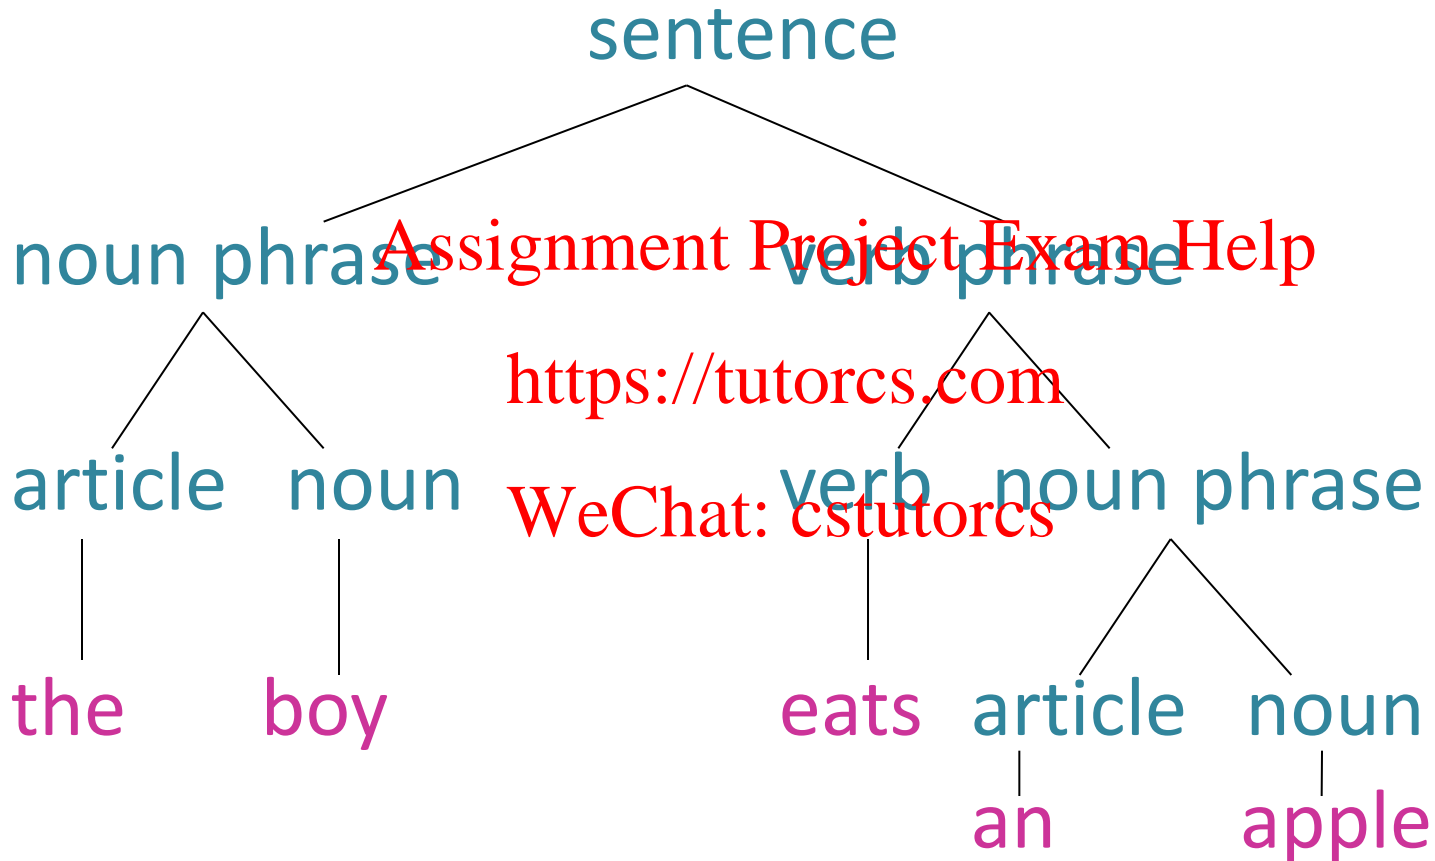 sentence
noun phrase verb phrase
Assignment Project Exam Help
https://tutorcs.com
article noun verb noun phrase
WeChat: cstutorcs
the boy eats article noun
an apple